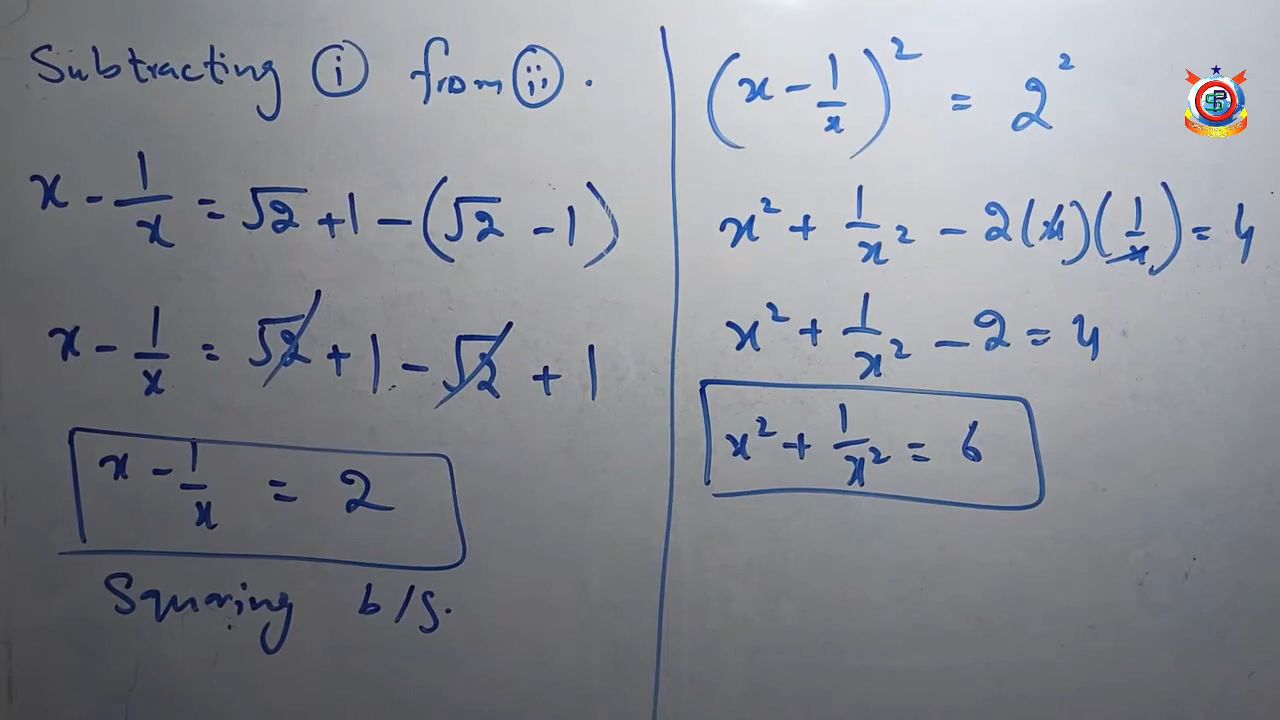 Subtracting (i) from (ii).
x - 1/x = √2 + 1 - (√2 - 1)
x - 1/x = √2 + 1 - √2 + 1
x - 1/x = 2
Squaring b/s.
(x - 1/x)² = 2²
x² + 1/x² - 2(x)(1/x) = 4
x² + 1/x² - 2 = 4
x² + 1/x² = 6